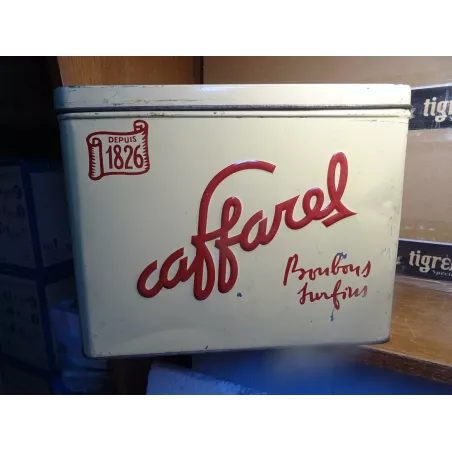 DEPUIS
1826
caffarel
Bonbons
surfins
& tigre
& tigre